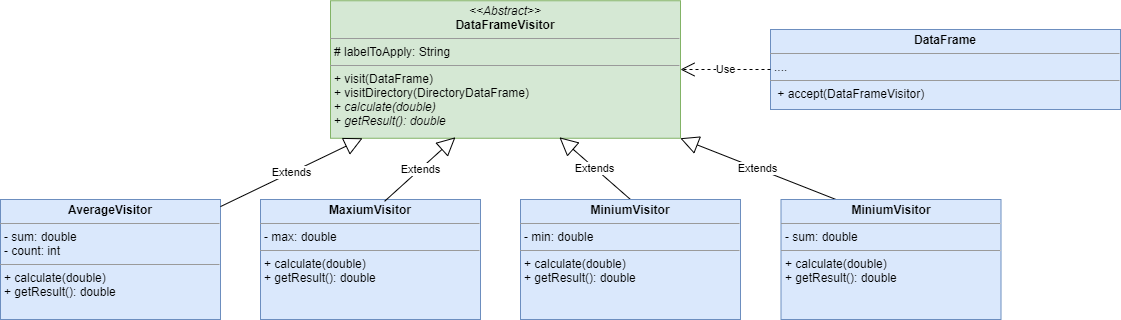 <<Abstract>>
DataFrameVisitor
# labelToApply: String
+ visit(DataFrame)
+ visitDirectory(DirectoryDataFrame)
+ calculate(double)
+ getResult(): double
Use
DataFrame
....
+ accept(DataFrameVisitor)
Extends
Extends
Extends
Extends
AverageVisitor
- sum: double
- count: int
+ calculate(double)
+ getResult(): double
MaxiumVisitor
- max: double
+ calculate(double)
+ getResult(): double
MiniumVisitor
- min: double
+ calculate(double)
+ getResult(): double
MiniumVisitor
- sum: double
+ calculate(double)
+ getResult(): double